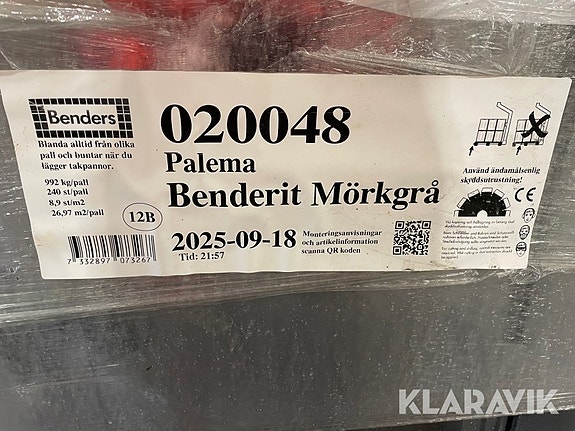 Benders
Blanda alltid från olika
pall och buntar när du
lägger takpannor.
992 kg/pall
240 st/pall
8,9 st/m2
26,97 m2/pall
12B
7 332897 073267
020048
Palema
Benderit Mörkgrå
2025-09-18
Tid: 21:57
Monteringsanvisningar
och artikelinformation
scanna QR koden
Använd ändamålsenlig
skyddsutrustning!
CE
KLARAVIK